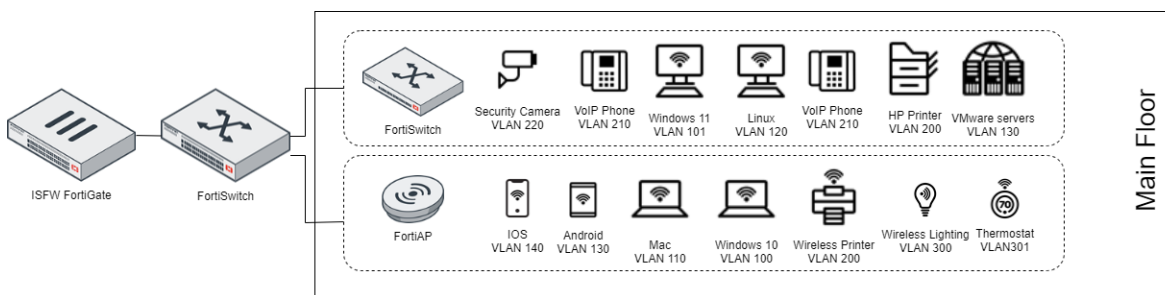 Security Camera
VLAN 220
VoIP Phone
VLAN 210
Windows 11
VLAN 101
Linux
VLAN 120
VoIP Phone
VLAN 210
HP Printer
VLAN 200
VMware servers
VLAN 130
FortiSwitch
ISFW FortiGate
FortiSwitch
FortiAP
IOS
VLAN 140
Android
VLAN 130
Mac
VLAN 110
Windows 10
VLAN 100
Wireless Printer
VLAN 200
Wireless Lighting
VLAN 300
70
Thermostat
VLAN301
Main Floor